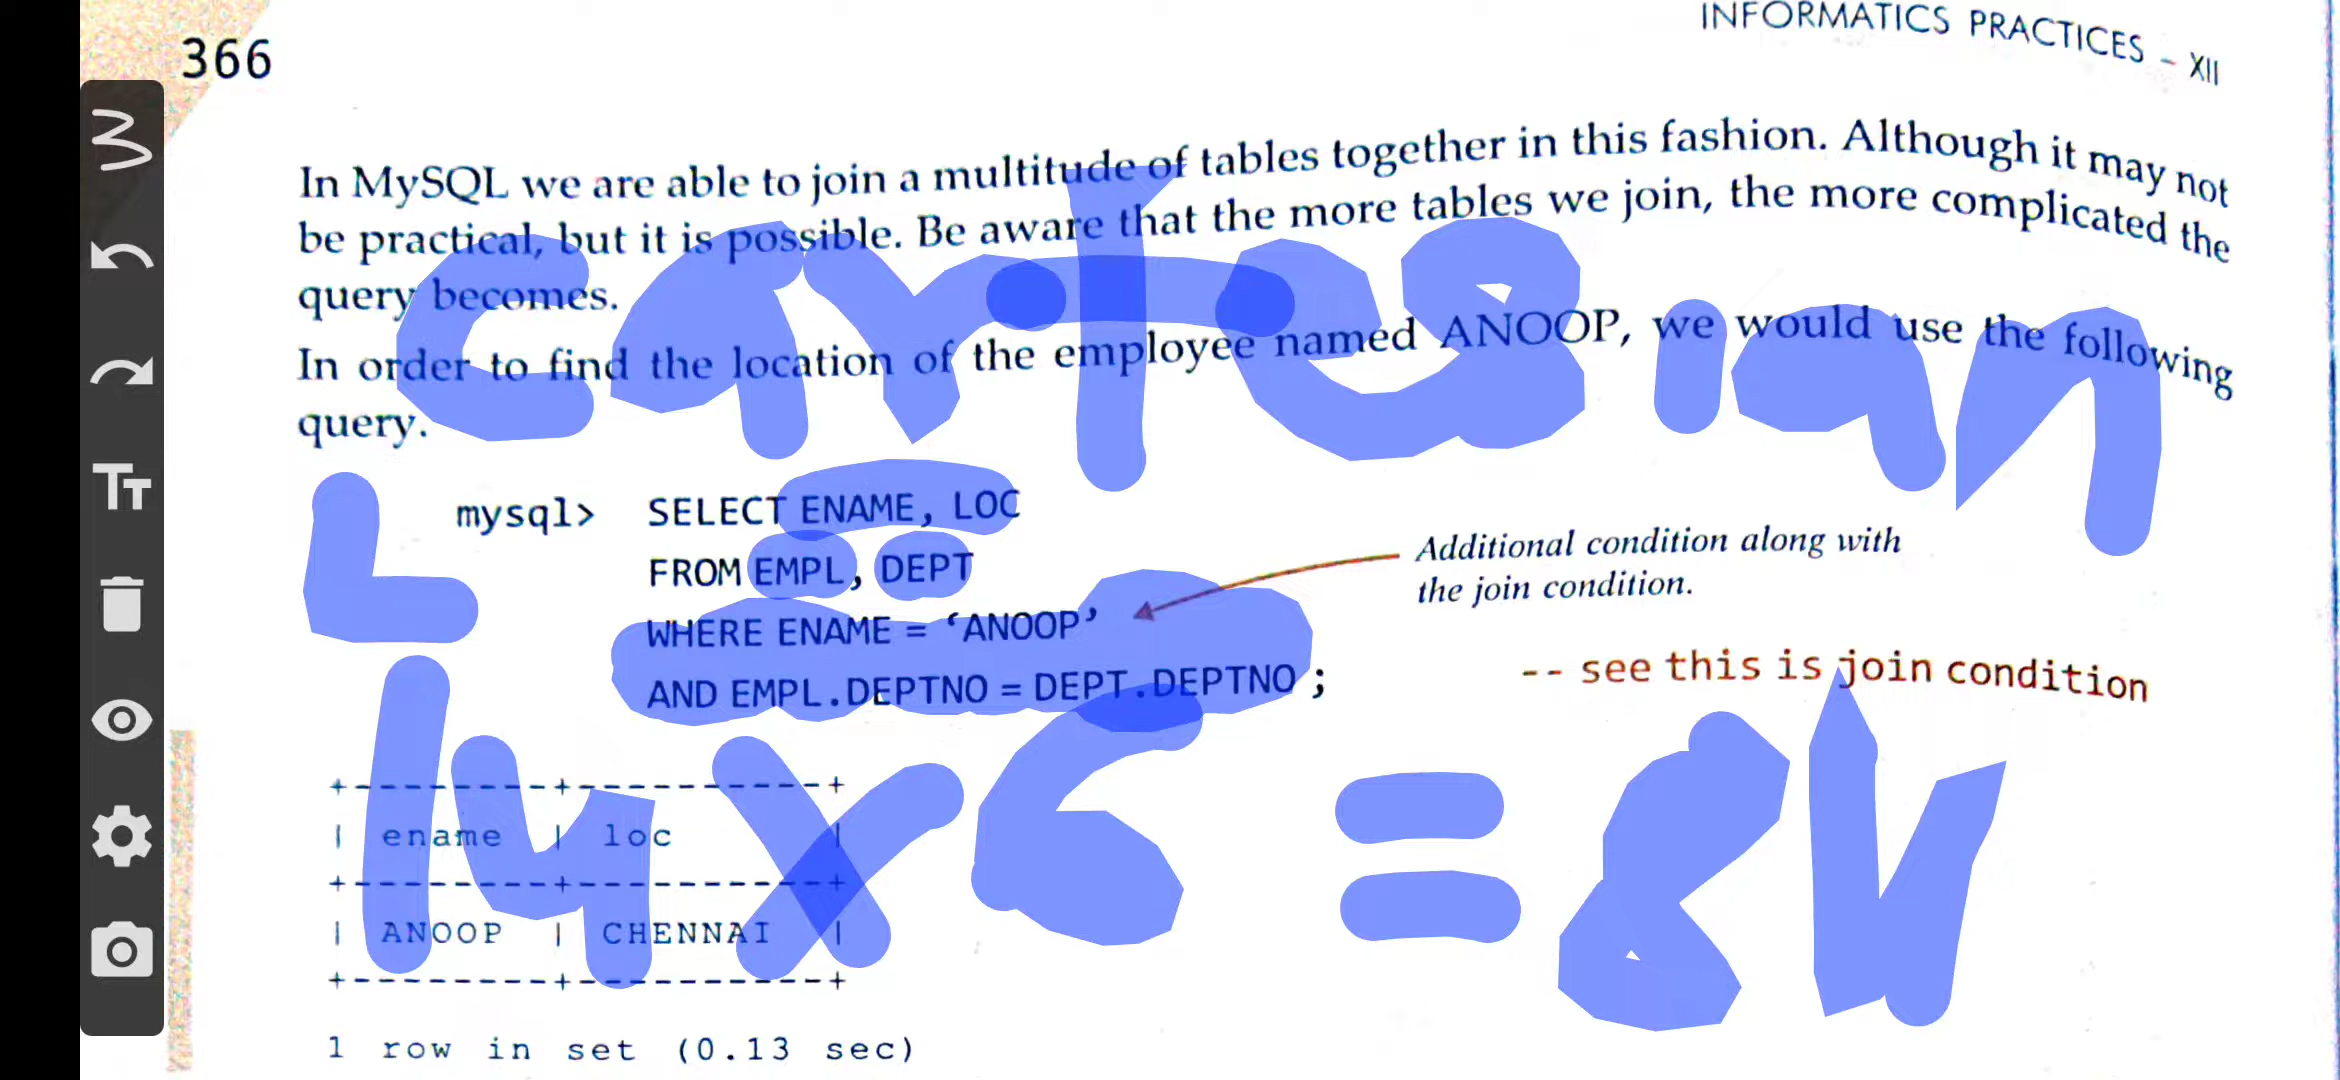 366
INFORMATICS PRACTICES – XII
In MySQL we are able to join a multitude of tables together in this fashion. Although it may not
be practical, but it is possible. Be aware that the more tables we join, the more complicated the
query becomes.
cartesian
In order to find the location of the employee named ANOOP, we would use the following
query.
L
mysql> SELECT ENAME, LOC
FROM EMPL, DEPT
WHERE ENAME = ‘ANOOP’
AND EMPL.DEPTNO = DEPT.DEPTNO ;
Additional condition along with
the join condition.
-- see this is join condition
14x6 = 84
+---------+-----------+
| ename | loc |
+---------+-----------+
| ANOOP | CHENNAI |
+---------+-----------+
1 row in set (0.13 sec)